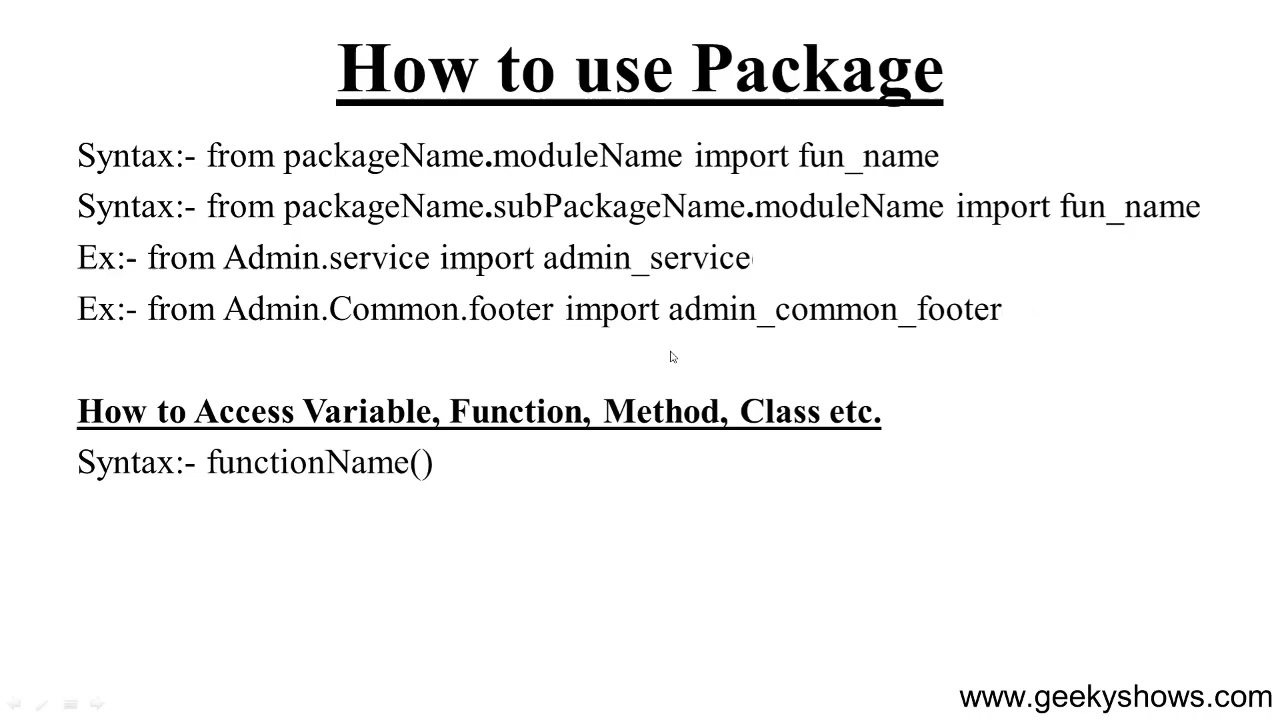 How to use Package
Syntax:- from packageName.moduleName import fun_name
Syntax:- from packageName.subPackageName.moduleName import fun_name
Ex:- from Admin.service import admin_service
Ex:- from Admin.Common.footer import admin_common_footer
How to Access Variable, Function, Method, Class etc.
Syntax:- functionName()
www.geekyshows.com